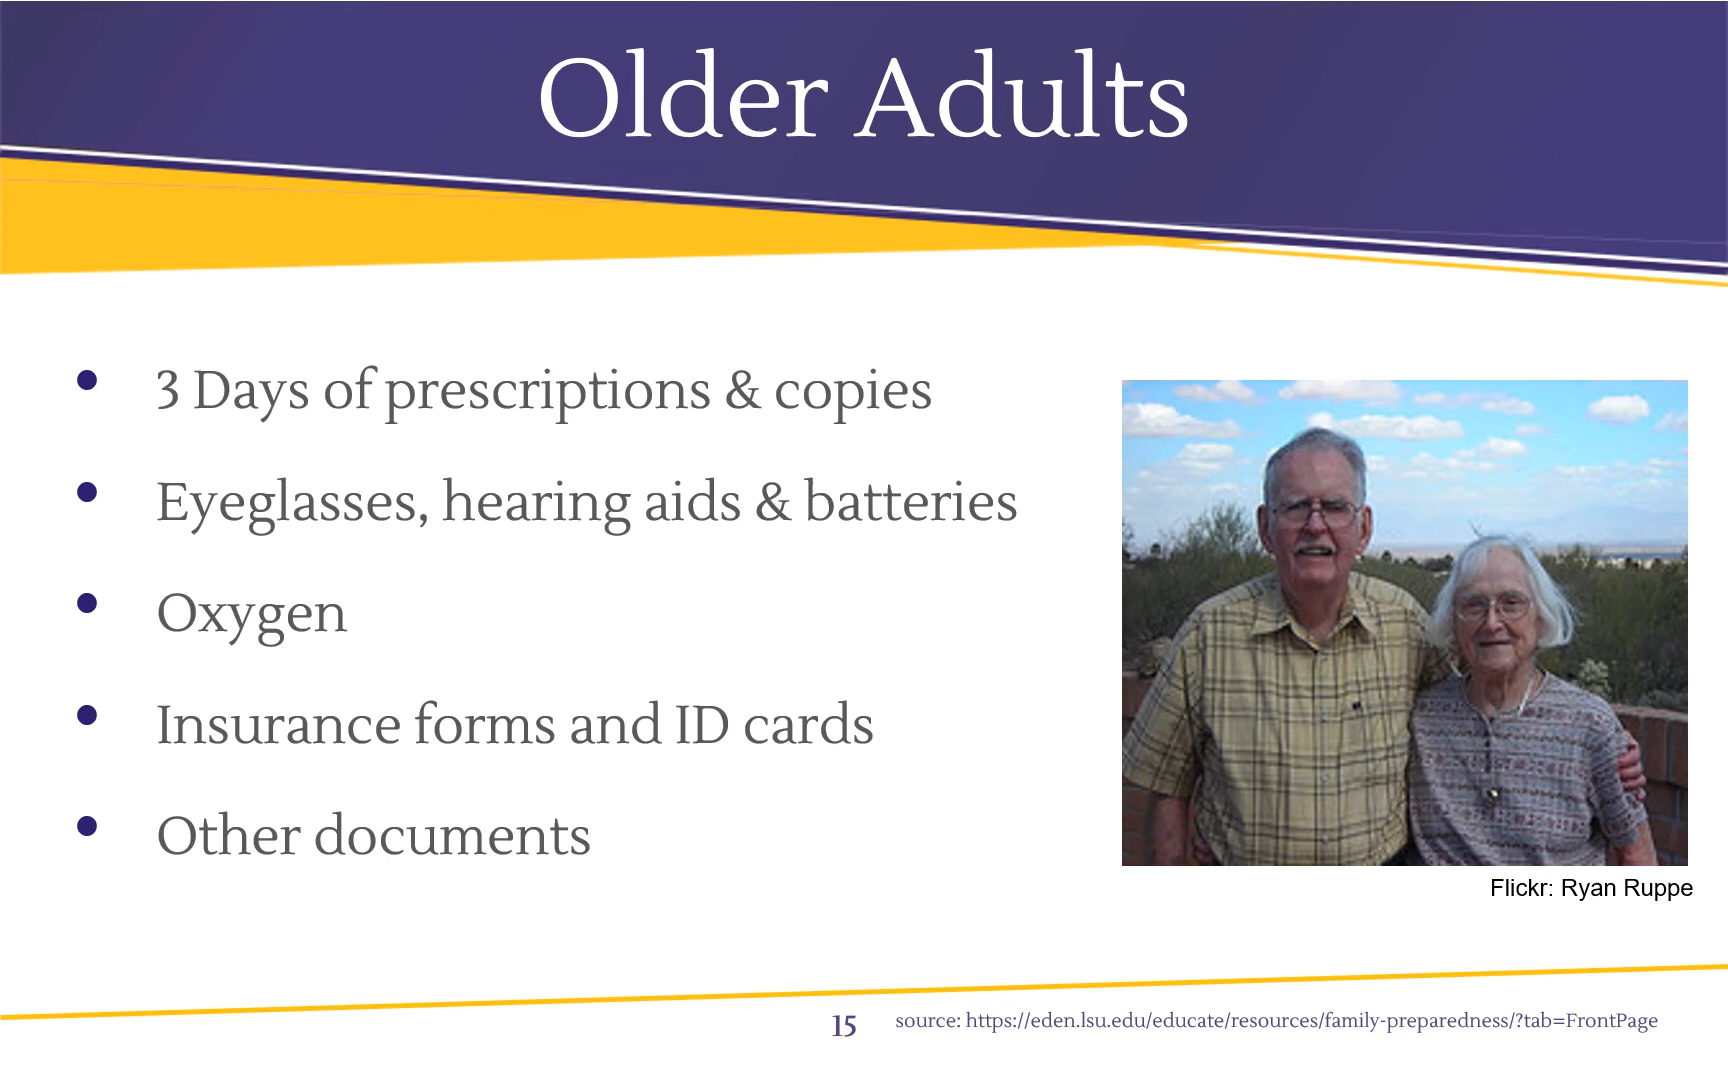 Older Adults
• 3 Days of prescriptions & copies
• Eyeglasses, hearing aids & batteries
• Oxygen
• Insurance forms and ID cards
• Other documents
Flickr: Ryan Ruppe
15
source: https://eden.lsu.edu/educate/resources/family-preparedness/?tab=FrontPage